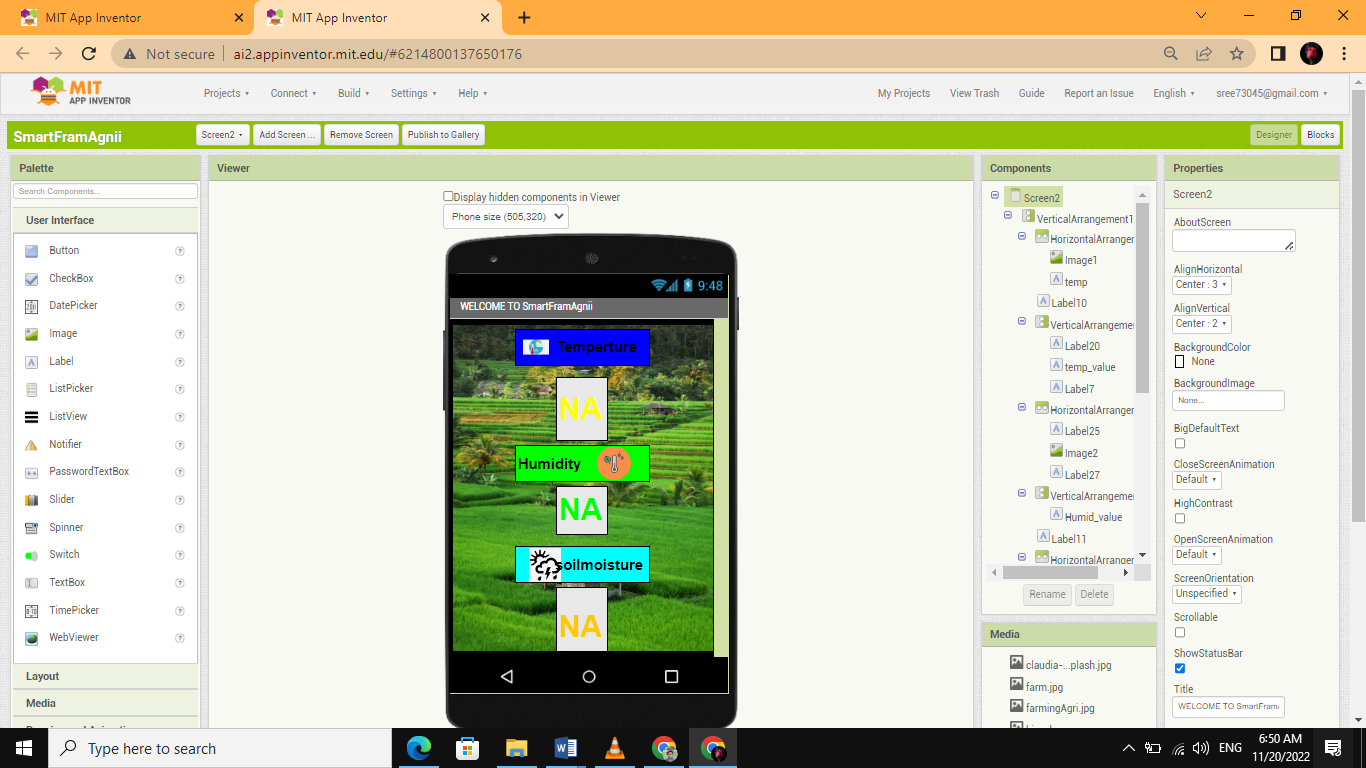 MIT App Inventor
MIT App Inventor
Not secure
ai2.appinventor.mit.edu/#6214800137650176
MIT
APP INVENTOR
Projects
Connect
Build
Settings
Help
My Projects
View Trash
Guide
Report an Issue
English
sree73045@gmail.com
SmartFramAgnii
Screen2
Add Screen ...
Remove Screen
Publish to Gallery
Designer
Blocks
Palette
Search Components...
User Interface
Button
CheckBox
DatePicker
Image
Label
ListPicker
ListView
Notifier
PasswordTextBox
Slider
Spinner
Switch
TextBox
TimePicker
WebViewer
Layout
Media
Viewer
Display hidden components in Viewer
Phone size (505,320)
9:48
WELCOME TO SmartFramAgnii
Temperture
NA
Humidity
NA
soilmoisture
NA
Components
Screen2
VerticalArrangement1
HorizontalArranger
Image1
temp
Label10
VerticalArrangeme
Label20
temp_value
Label7
HorizontalArranger
Label25
Image2
Label27
VerticalArrangeme
Humid_value
Label11
HorizontalArranger
Rename
Delete
Media
claudia-...plash.jpg
farm.jpg
farmingAgri.jpg
Properties
Screen2
AboutScreen
AlignHorizontal
Center : 3
AlignVertical
Center : 2
BackgroundColor
None
BackgroundImage
None...
BigDefaultText
CloseScreenAnimation
Default
HighContrast
OpenScreenAnimation
Default
ScreenOrientation
Unspecified
Scrollable
ShowStatusBar
Title
WELCOME TO SmartFram
Type here to search
ENG
6:50 AM
11/20/2022